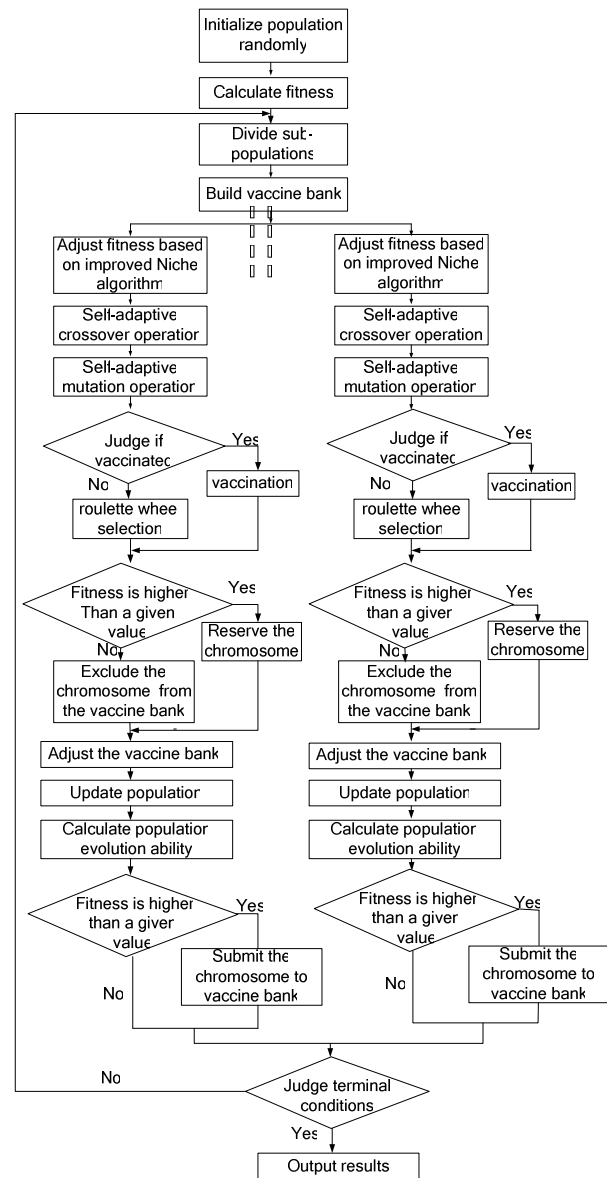 Initialize population
randomly
Calculate fitness
Divide sub-
populations
Build vaccine bank
Adjust fitness based
on improved Niche
algorithm
Self-adaptive
crossover operation
Self-adaptive
mutation operation
Judge if
vaccinated
Yes
No
vaccination
roulette whee
selection
Fitness is higher
Than a given
value
Yes
No
Reserve the
chromosome
Exclude the
chromosome from
the vaccine bank
Adjust the vaccine bank
Update population
Calculate population
evolution ability
Fitness is higher
than a giver
value
Yes
No
Submit the
chromosome to
vaccine bank
Adjust fitness based
on improved Niche
algorithm
Self-adaptive
crossover operation
Self-adaptive
mutation operation
Judge if
vaccinated
Yes
No
vaccination
roulette whee
selection
Fitness is higher
than a giver
value
Yes
No
Reserve the
chromosome
Exclude the
chromosome from
the vaccine bank
Adjust the vaccine bank
Update population
Calculate population
evolution ability
Fitness is higher
than a giver
value
Yes
No
Submit the
chromosome to
vaccine bank
Judge terminal
conditions
No
Yes
Output results